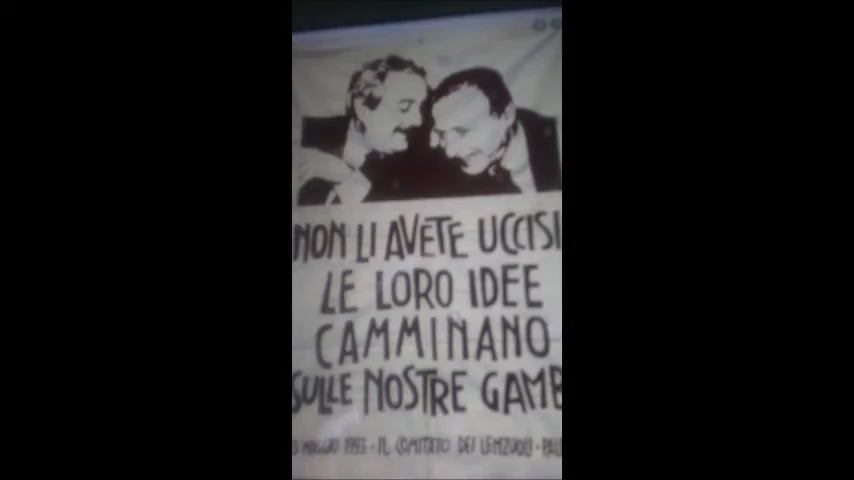 NON LI AVETE UCCISI
LE LORO IDEE
CAMMINANO
SULLE NOSTRE GAMB
MAGGIO 1993 - IL COMITATO DEI LENZUOLI -